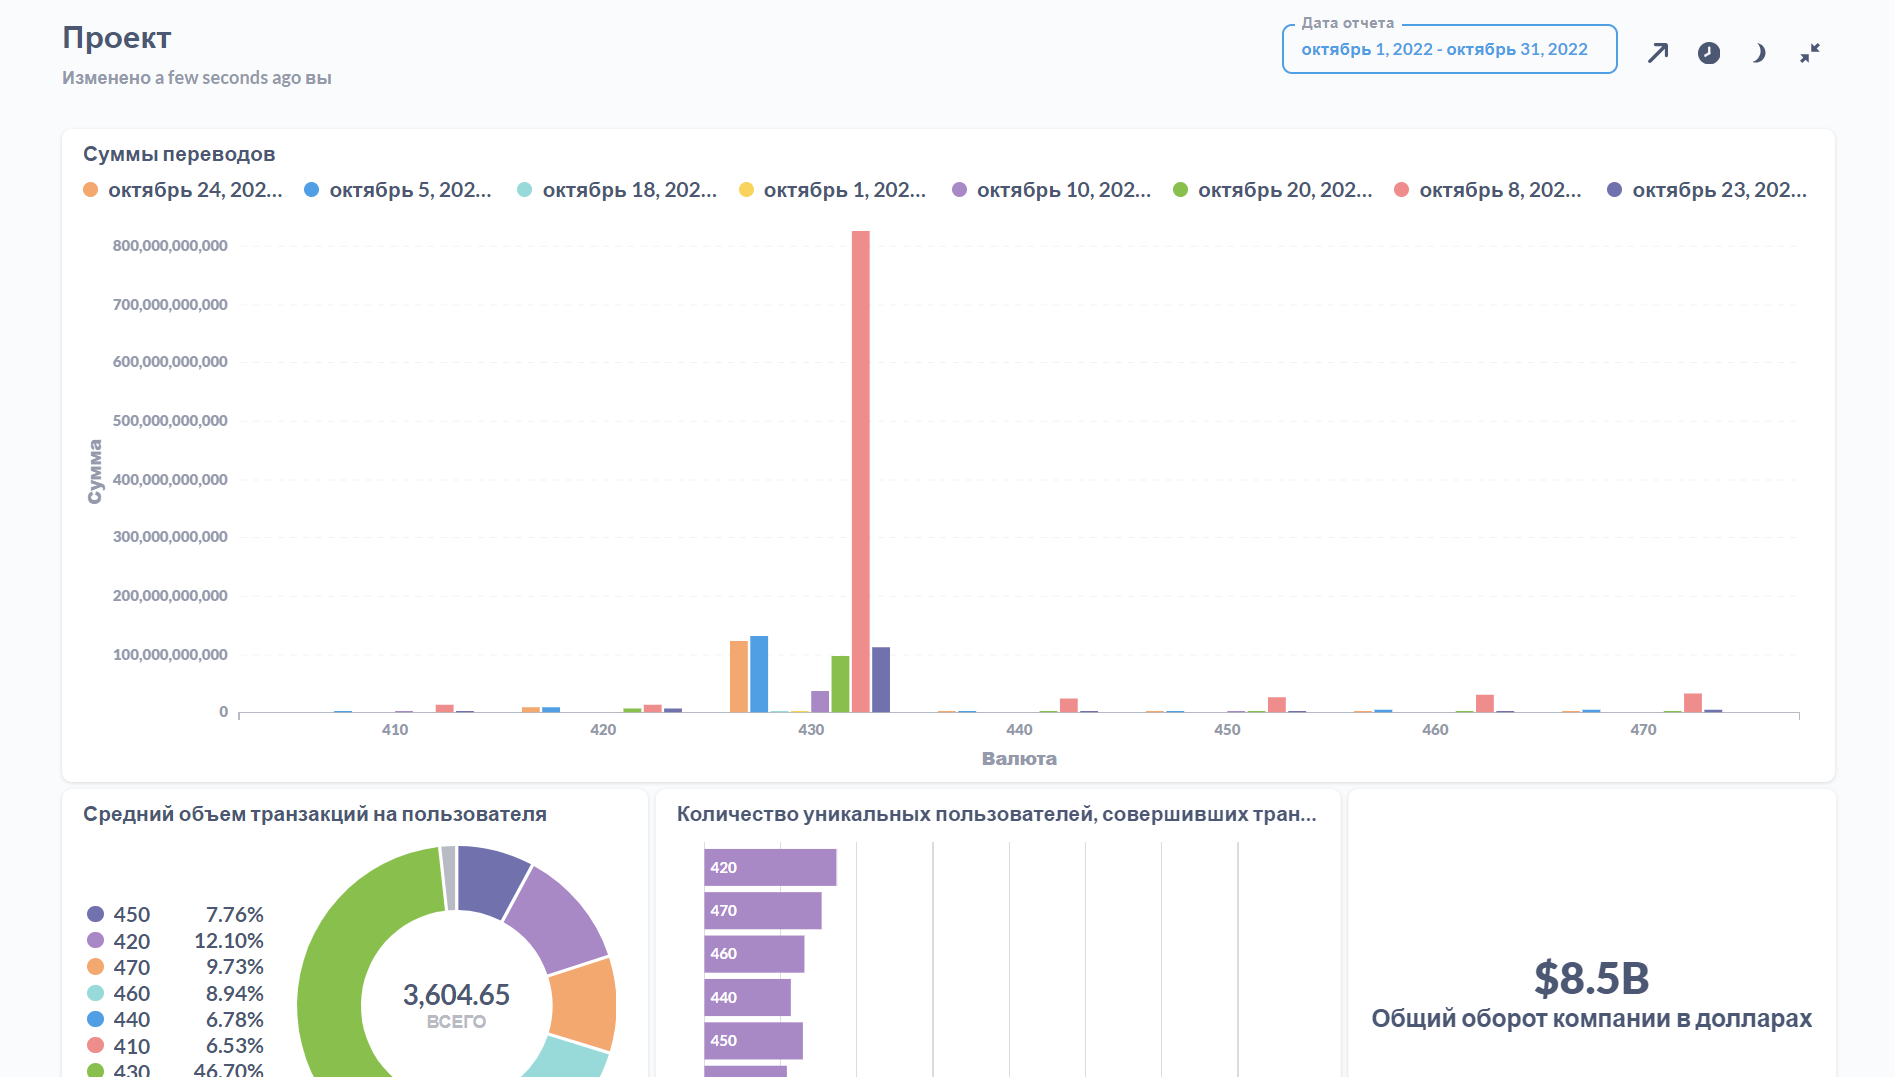 Проект
Изменено a few seconds ago вы
Дата отчета
октябрь 1, 2022 - октябрь 31, 2022
Суммы переводов
октябрь 24, 202...
октябрь 5, 202...
октябрь 18, 202...
октябрь 1, 202...
октябрь 10, 202...
октябрь 20, 202...
октябрь 8, 202...
октябрь 23, 202...
800,000,000,000
700,000,000,000
600,000,000,000
500,000,000,000
400,000,000,000
300,000,000,000
200,000,000,000
100,000,000,000
0
Сумма
410 420 430 440 450 460 470
Валюта
Средний объем транзакций на пользователя
450 7.76%
420 12.10%
470 9.73%
460 8.94%
440 6.78%
410 6.53%
430 46.70%
3,604.65
ВСЕГО
Количество уникальных пользователей, совершивших тран...
420
470
460
440
450
$8.5B
Общий оборот компании в долларах